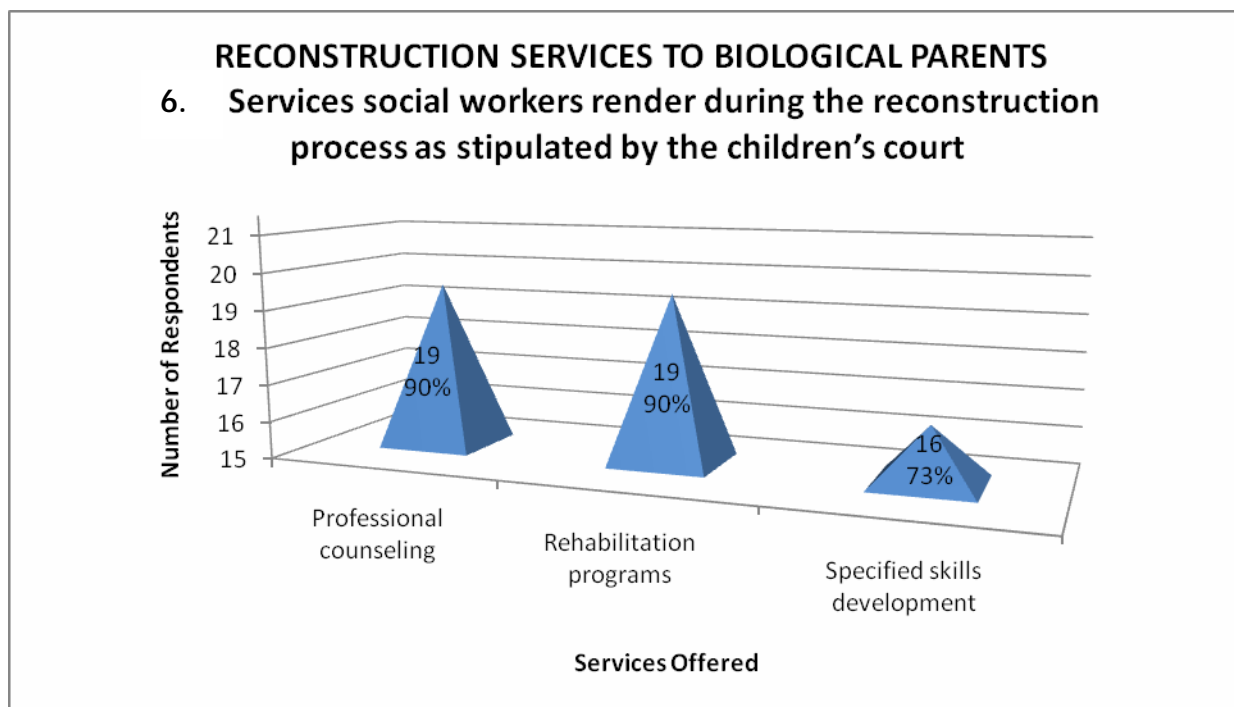 RECONSTRUCTION SERVICES TO BIOLOGICAL PARENTS
6. Services social workers render during the reconstruction
process as stipulated by the children’s court
Number of Respondents
21
20
19
18
17
16
15
19
90%
19
90%
16
73%
Professional
counseling
Rehabilitation
programs
Specified skills
development
Services Offered